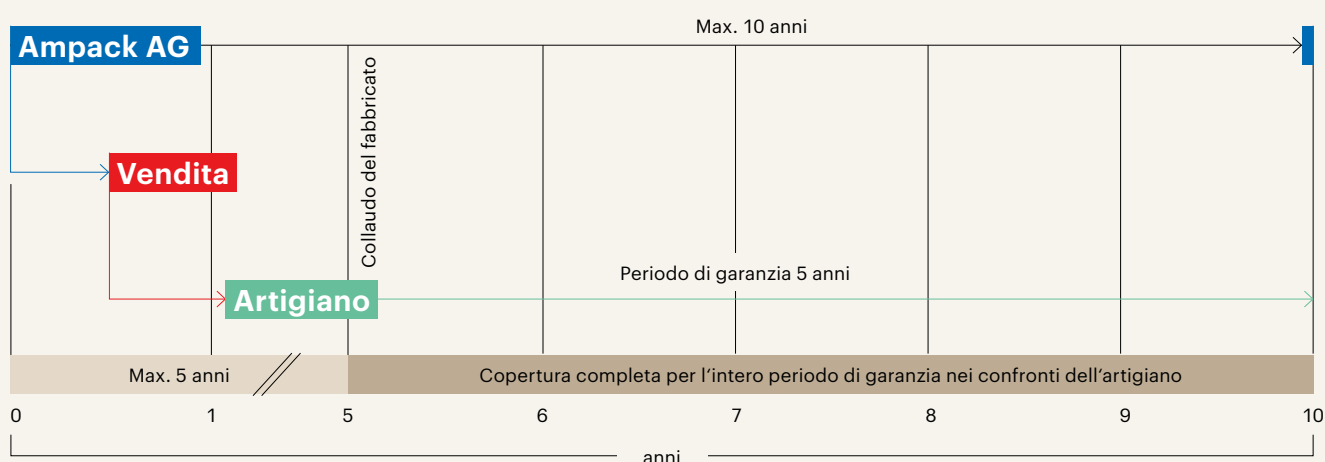 Max. 10 anni
Ampack AG
Collaudo del fabbricato
Vendita
Periodo di garanzia 5 anni
Artigiano
Max. 5 anni
Copertura completa per l‘intero periodo di garanzia nei confronti dell‘artigiano
0 1 5 6 7 8 9 10
anni